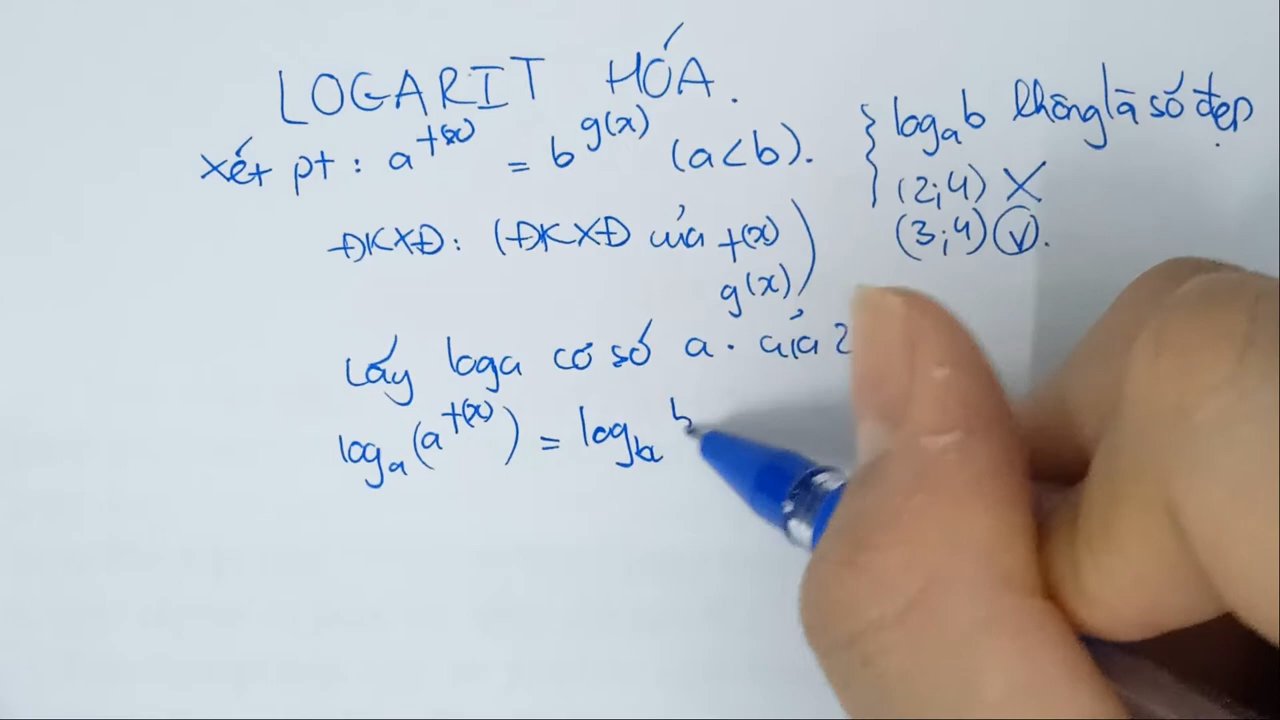 LOGARIT HÓA.
Xét pt : a^f(x) = b^g(x) (a<b).
log_a b không là số đẹp
(2;4) X
(3;4) (V).
ĐKXĐ: (ĐKXĐ của f(x)
g(x))
Lấy loga cơ số a. của 2
log_a(a^f(x)) = log_a b